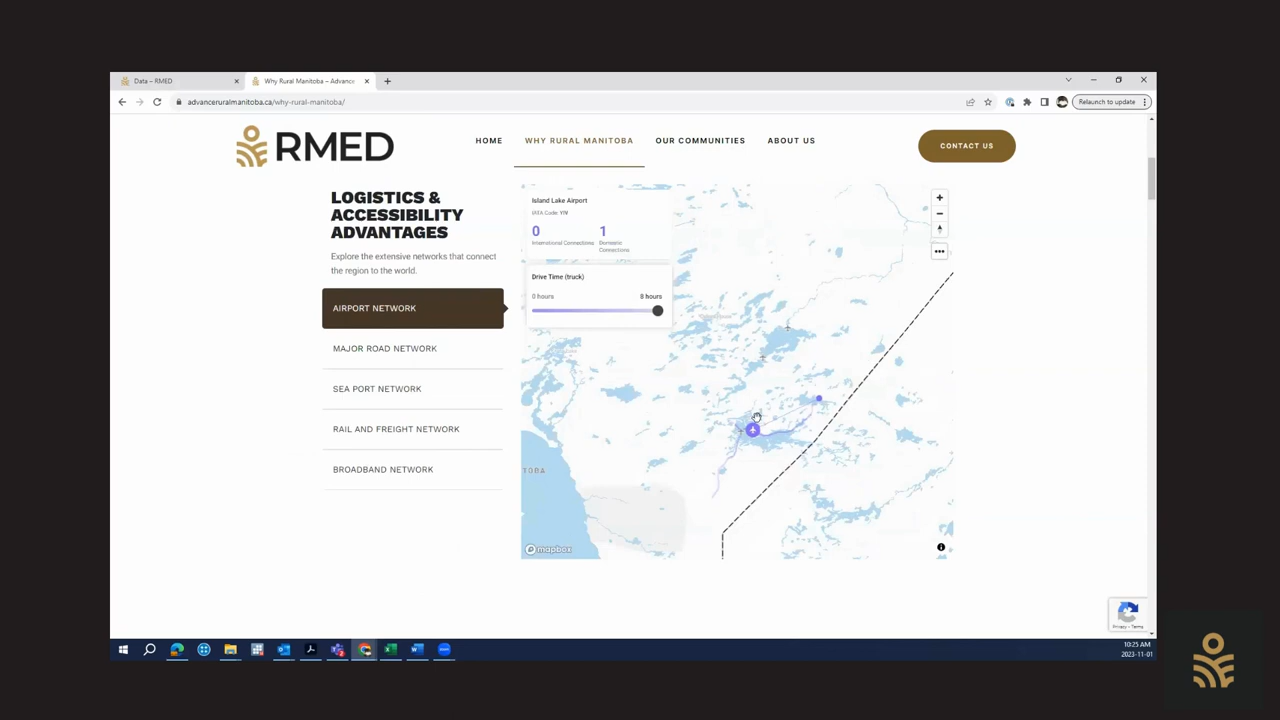 Data – RMED
Why Rural Manitoba – Advance
advanceruralmanitoba.ca/why-rural-manitoba/
Relaunch to update
RMED
HOME
WHY RURAL MANITOBA
OUR COMMUNITIES
ABOUT US
CONTACT US
LOGISTICS &
ACCESSIBILITY
ADVANTAGES
Explore the extensive networks that connect
the region to the world.
AIRPORT NETWORK
MAJOR ROAD NETWORK
SEA PORT NETWORK
RAIL AND FREIGHT NETWORK
BROADBAND NETWORK
Island Lake Airport
IATA Code: YIV
0 1
International Connections Domestic
Connections
Drive Time (truck)
0 hours 8 hours
TOBA
mapbox
Privacy - Terms
10:25 AM
2023-11-01